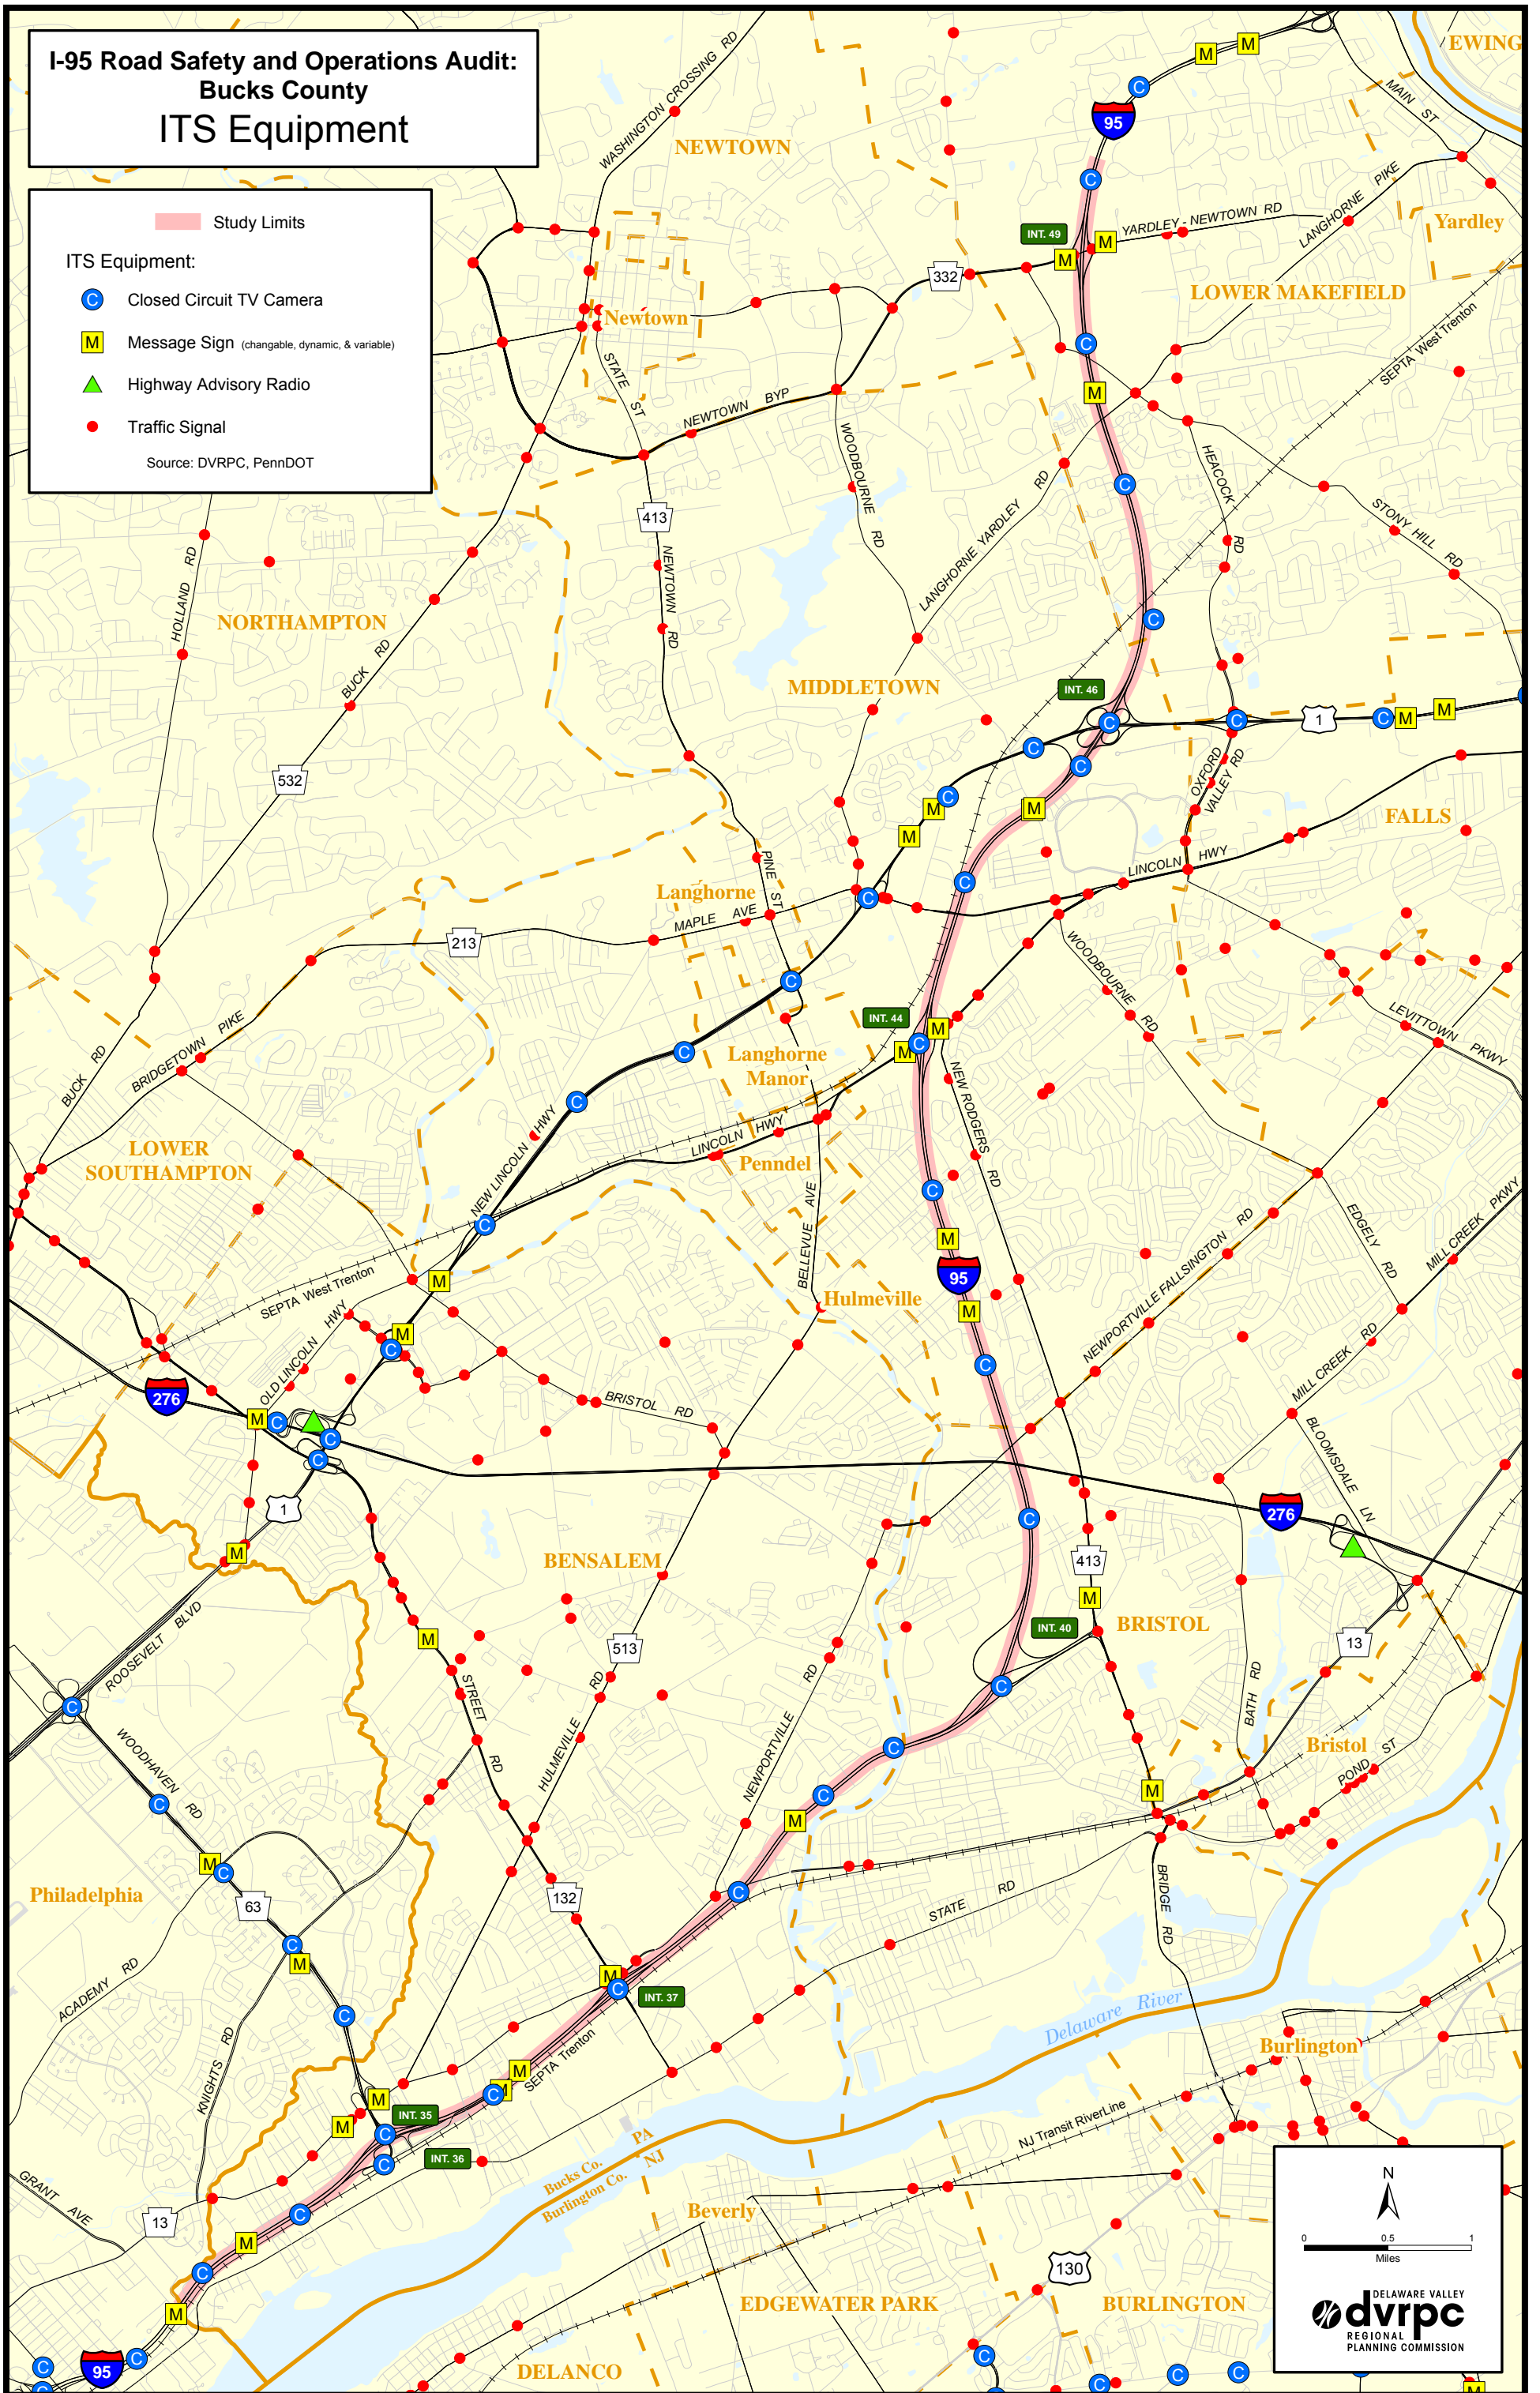 I-95 Road Safety and Operations Audit:
Bucks County
ITS Equipment
Study Limits
ITS Equipment:
C Closed Circuit TV Camera
M Message Sign (changable, dynamic, & variable)
Highway Advisory Radio
Traffic Signal
Source: DVRPC, PennDOT
EWING
MAIN ST
WASHINGTON CROSSING RD
NEWTOWN
95
LANGHORNE PIKE
Yardley
YARDLEY - NEWTOWN RD
INT. 49
332
LOWER MAKEFIELD
Newtown
SEPTA West Trenton
STATE ST
NEWTOWN BYP
WOODBOURNE RD
HEACOCK RD
LANGHORNE YARDLEY RD
STONY HILL RD
413
NEWTOWN RD
HOLLAND RD
NORTHAMPTON
BUCK RD
MIDDLETOWN
INT. 46
1
532
OXFORD VALLEY RD
FALLS
PINE ST
LINCOLN HWY
Langhorne
MAPLE AVE
213
WOODBOURNE RD
LEVITTOWN PKWY
INT. 44
BRIDGETOWN PIKE
BUCK RD
Langhorne
Manor
NEW RODGERS RD
NEW LINCOLN HWY
LINCOLN HWY
LOWER
SOUTHAMPTON
Penndel
BELLEVUE AVE
EDGELY RD
MILL CREEK PKWY
NEWPORTVILLE FALLSINGTON RD
95
SEPTA West Trenton
Hulmeville
OLD LINCOLN HWY
MILL CREEK RD
276
BRISTOL RD
BLOOMSDALE LN
1
276
BENSALEM
413
INT. 40
BRISTOL
13
ROOSEVELT BLVD
513
STREET RD
HULMEVILLE RD
NEWPORTVILLE RD
BATH RD
WOODHAVEN RD
Bristol
POND ST
Philadelphia
63
132
STATE RD
BRIDGE RD
ACADEMY RD
INT. 37
Delaware River
KNIGHTS RD
SEPTA Trenton
Burlington
INT. 35
NJ Transit RiverLine
INT. 36
PA
NJ
Bucks Co.
Burlington Co.
GRANT AVE
13
Beverly
130
EDGEWATER PARK
BURLINGTON
DELANCO
95
N
0 0.5 1
Miles
DELAWARE VALLEY
dvrpc
REGIONAL
PLANNING COMMISSION